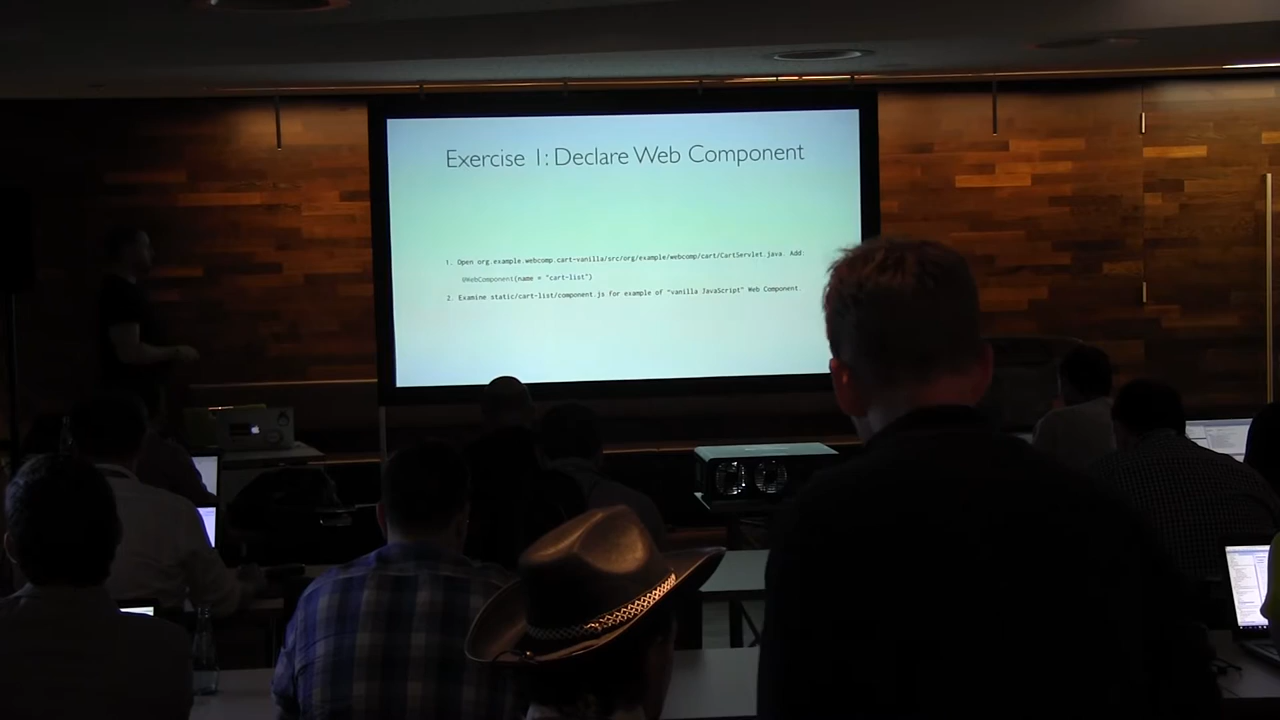 Exercise 1: Declare Web Component
1. Open org.example.webcomp.cart-vanilla/src/org/example/webcomp/cart/CartServlet.java. Add:
@WebComponent(name = "cart-list")
2. Examine static/cart-list/component.js for example of "vanilla JavaScript" Web Component.